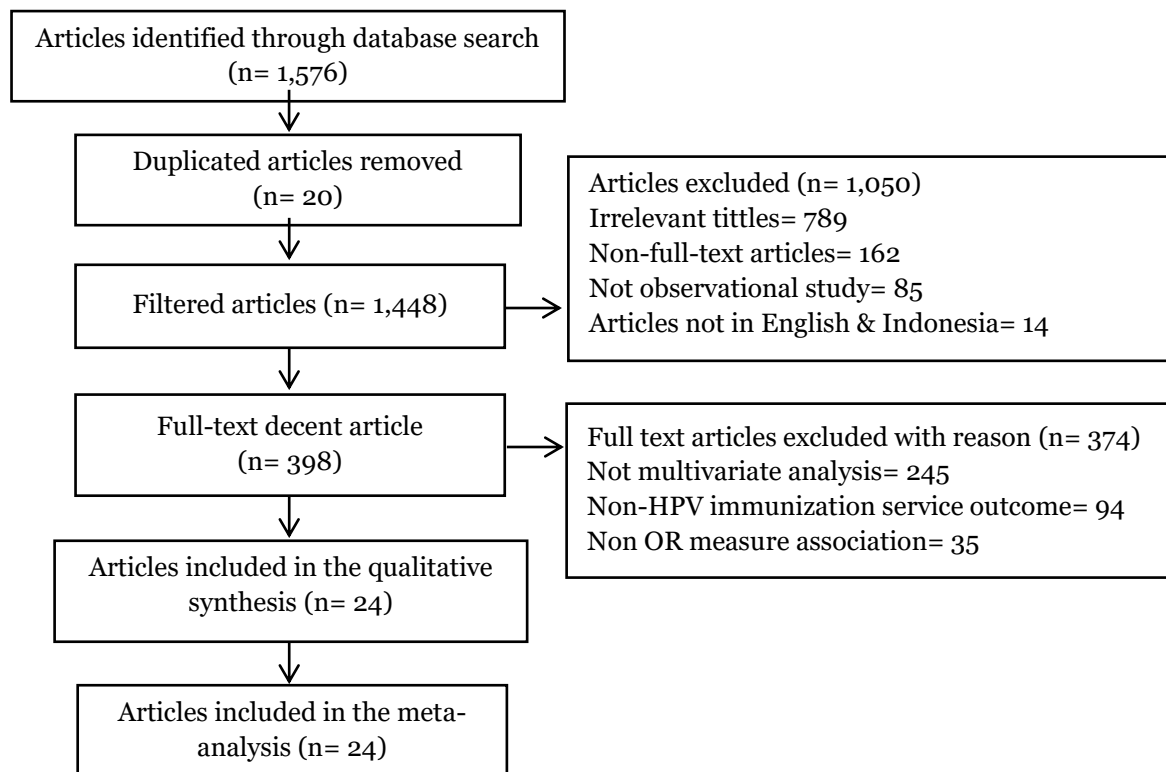 Articles identified through database search
(n= 1,576)
Duplicated articles removed
(n= 20)
Articles excluded (n= 1,050)
Irrelevant tittles= 789
Non-full-text articles= 162
Not observational study= 85
Articles not in English & Indonesia= 14
Filtered articles (n= 1,448)
Full-text decent article
(n= 398)
Full text articles excluded with reason (n= 374)
Not multivariate analysis= 245
Non-HPV immunization service outcome= 94
Non OR measure association= 35
Articles included in the qualitative
synthesis (n= 24)
Articles included in the meta-
analysis (n= 24)